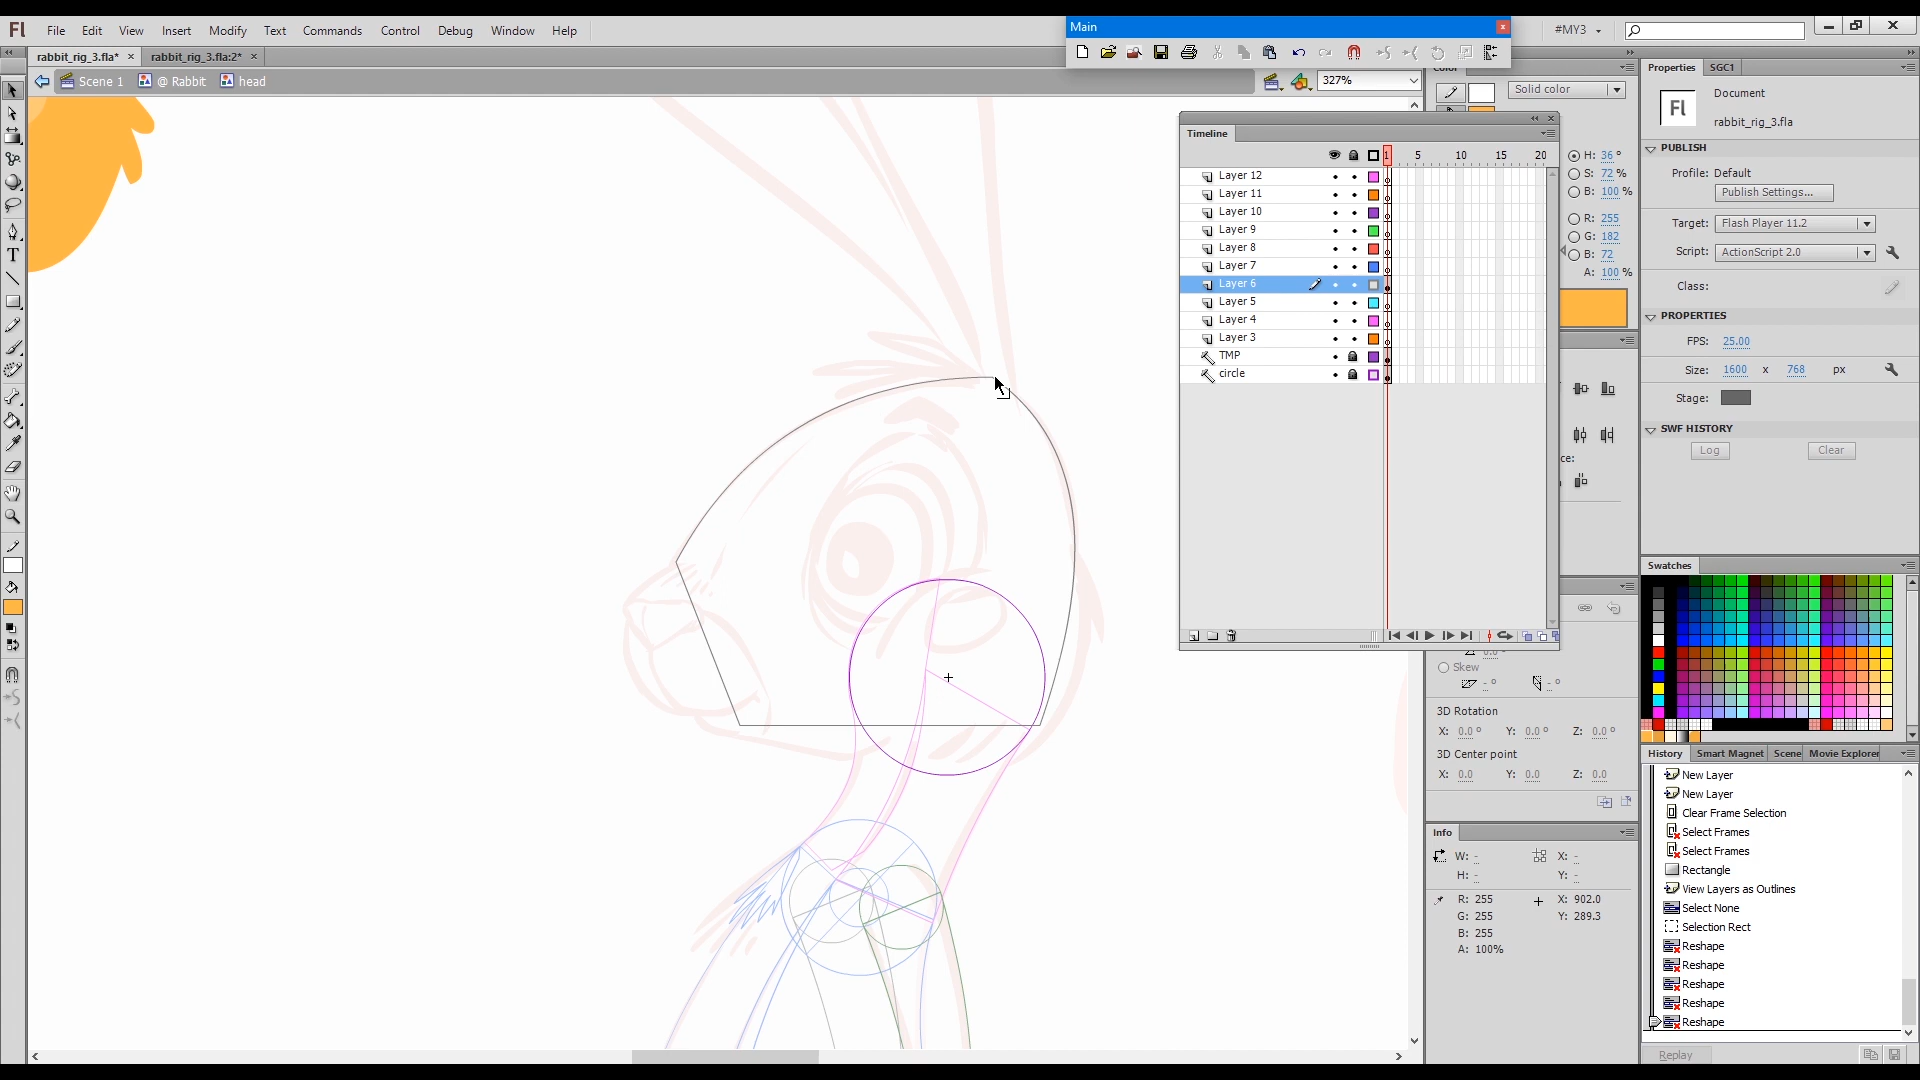 Fl File Edit View Insert Modify Text Commands Control Debug Window Help
Main
#MY3
rabbit_rig_3.fla* × rabbit_rig_3.fla:2* ×
Scene 1 @ Rabbit head
327%
Color
Solid color
H: 36 °
S: 72 %
B: 100 %
R: 255
G: 182
B: 72
A: 100 %
Timeline
1 5 10 15 20
Layer 12
Layer 11
Layer 10
Layer 9
Layer 8
Layer 7
Layer 6
Layer 5
Layer 4
Layer 3
TMP
circle
ce:
Skew
3D Rotation
X: 0.0 ° Y: 0.0 ° Z: 0.0 °
3D Center point
X: 0.0 Y: 0.0 Z: 0.0
Info
W: - X: -
H: - Y: -
R: 255 X: 902.0
G: 255 Y: 289.3
B: 255
A: 100%
Properties SGC1
Fl Document
rabbit_rig_3.fla
PUBLISH
Profile: Default
Publish Settings...
Target: Flash Player 11.2
Script: ActionScript 2.0
Class:
PROPERTIES
FPS: 25.00
Size: 1600 x 768 px
Stage:
SWF HISTORY
Log Clear
Swatches
History Smart Magnet Scene Movie Explorer
New Layer
New Layer
Clear Frame Selection
Select Frames
Select Frames
Rectangle
View Layers as Outlines
Select None
Selection Rect
Reshape
Reshape
Reshape
Reshape
Reshape
Replay